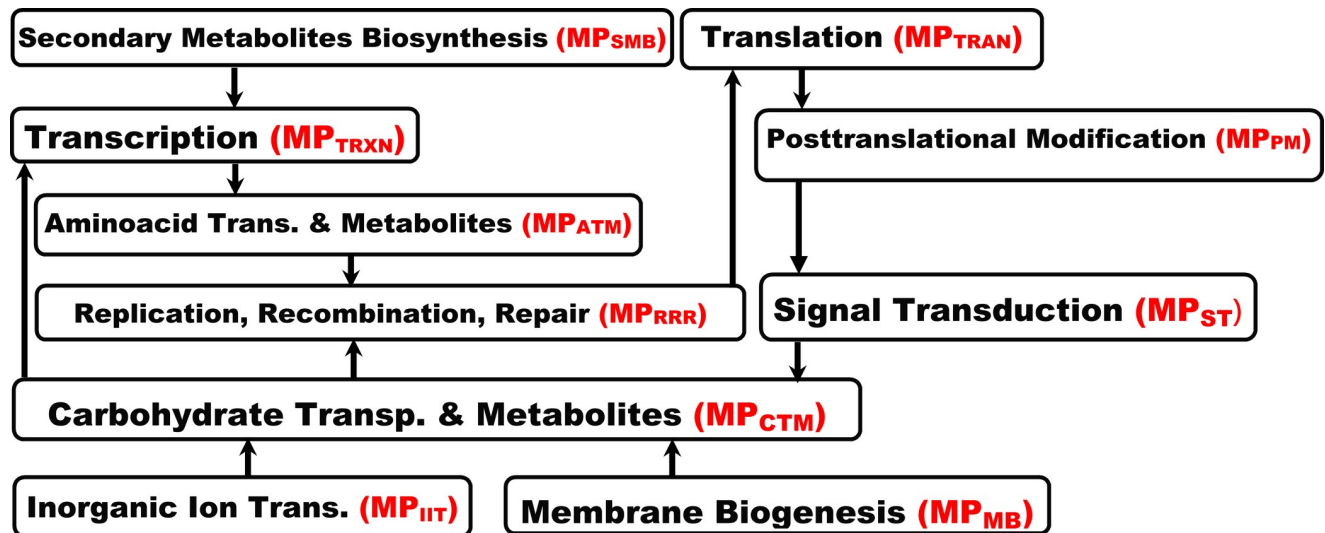 Secondary Metabolites Biosynthesis (MPSMB)
Translation (MPTRAN)
Transcription (MPTRXN)
Posttranslational Modification (MPPM)
Aminoacid Trans. & Metabolites (MPATM)
Replication, Recombination, Repair (MPRRR)
Signal Transduction (MPST)
Carbohydrate Transp. & Metabolites (MPCTM)
Inorganic Ion Trans. (MPIIT)
Membrane Biogenesis (MPMB)